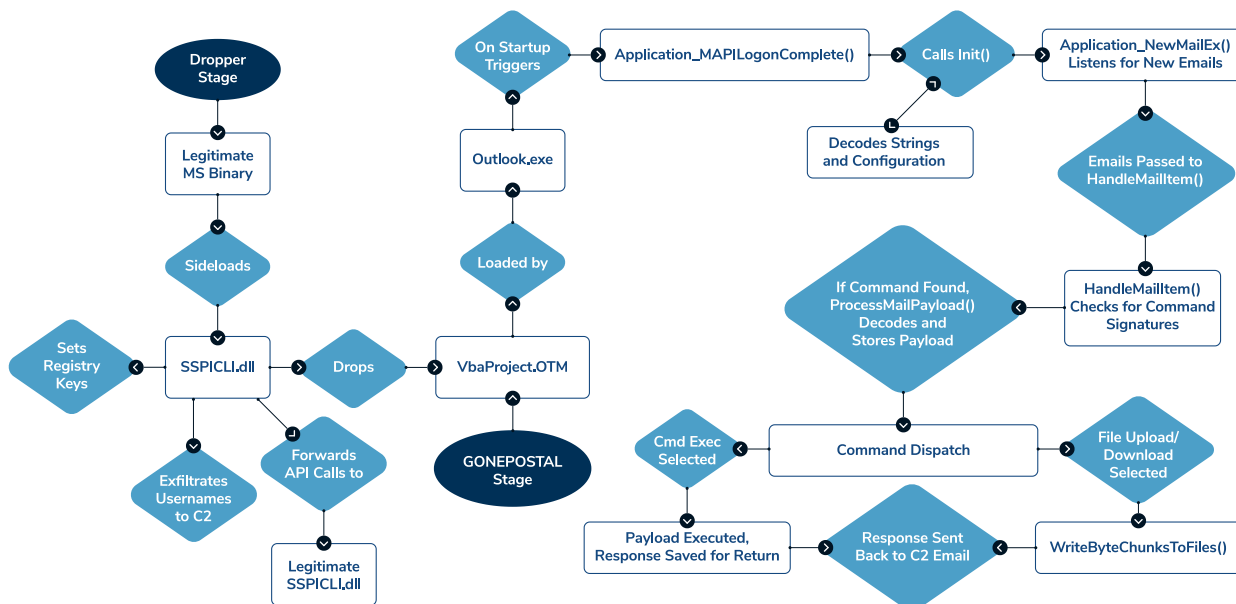 Dropper
Stage
Legitimate
MS Binary
Sideloads
Sets
Registry
Keys
SSPICLI.dll
Drops
Exfiltrates
Usernames
to C2
Forwards
API Calls to
Legitimate
SSPICLI.dll
VbaProject.OTM
GONEPOSTAL
Stage
Loaded by
Outlook.exe
On Startup
Triggers
Application_MAPILogonComplete()
Calls Init()
Decodes Strings
and Configuration
Application_NewMailEx()
Listens for New Emails
Emails Passed to
HandleMailItem()
HandleMailItem()
Checks for Command
Signatures
If Command Found,
ProcessMailPayload()
Decodes and
Stores Payload
Command Dispatch
Cmd Exec
Selected
File Upload/
Download
Selected
Payload Executed,
Response Saved for Return
Response Sent
Back to C2 Email
WriteByteChunksToFiles()